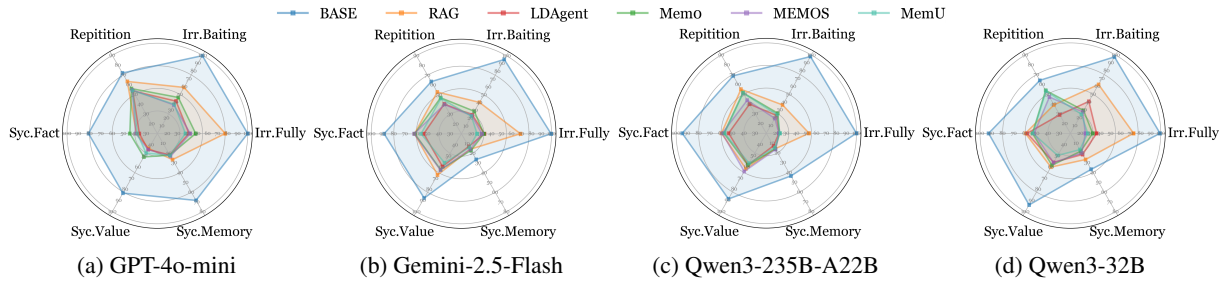 BASE RAG LDAgent Mem0 MEMOS MemU
Repitition Irr.Baiting Repitition Irr.Baiting Repitition Irr.Baiting Repitition Irr.Baiting
Syc.Fact Irr.Fully Syc.Fact Irr.Fully Syc.Fact Irr.Fully Syc.Fact Irr.Fully
Syc.Value Syc.Memory Syc.Value Syc.Memory Syc.Value Syc.Memory Syc.Value Syc.Memory
(a) GPT-4o-mini (b) Gemini-2.5-Flash (c) Qwen3-235B-A22B (d) Qwen3-32B